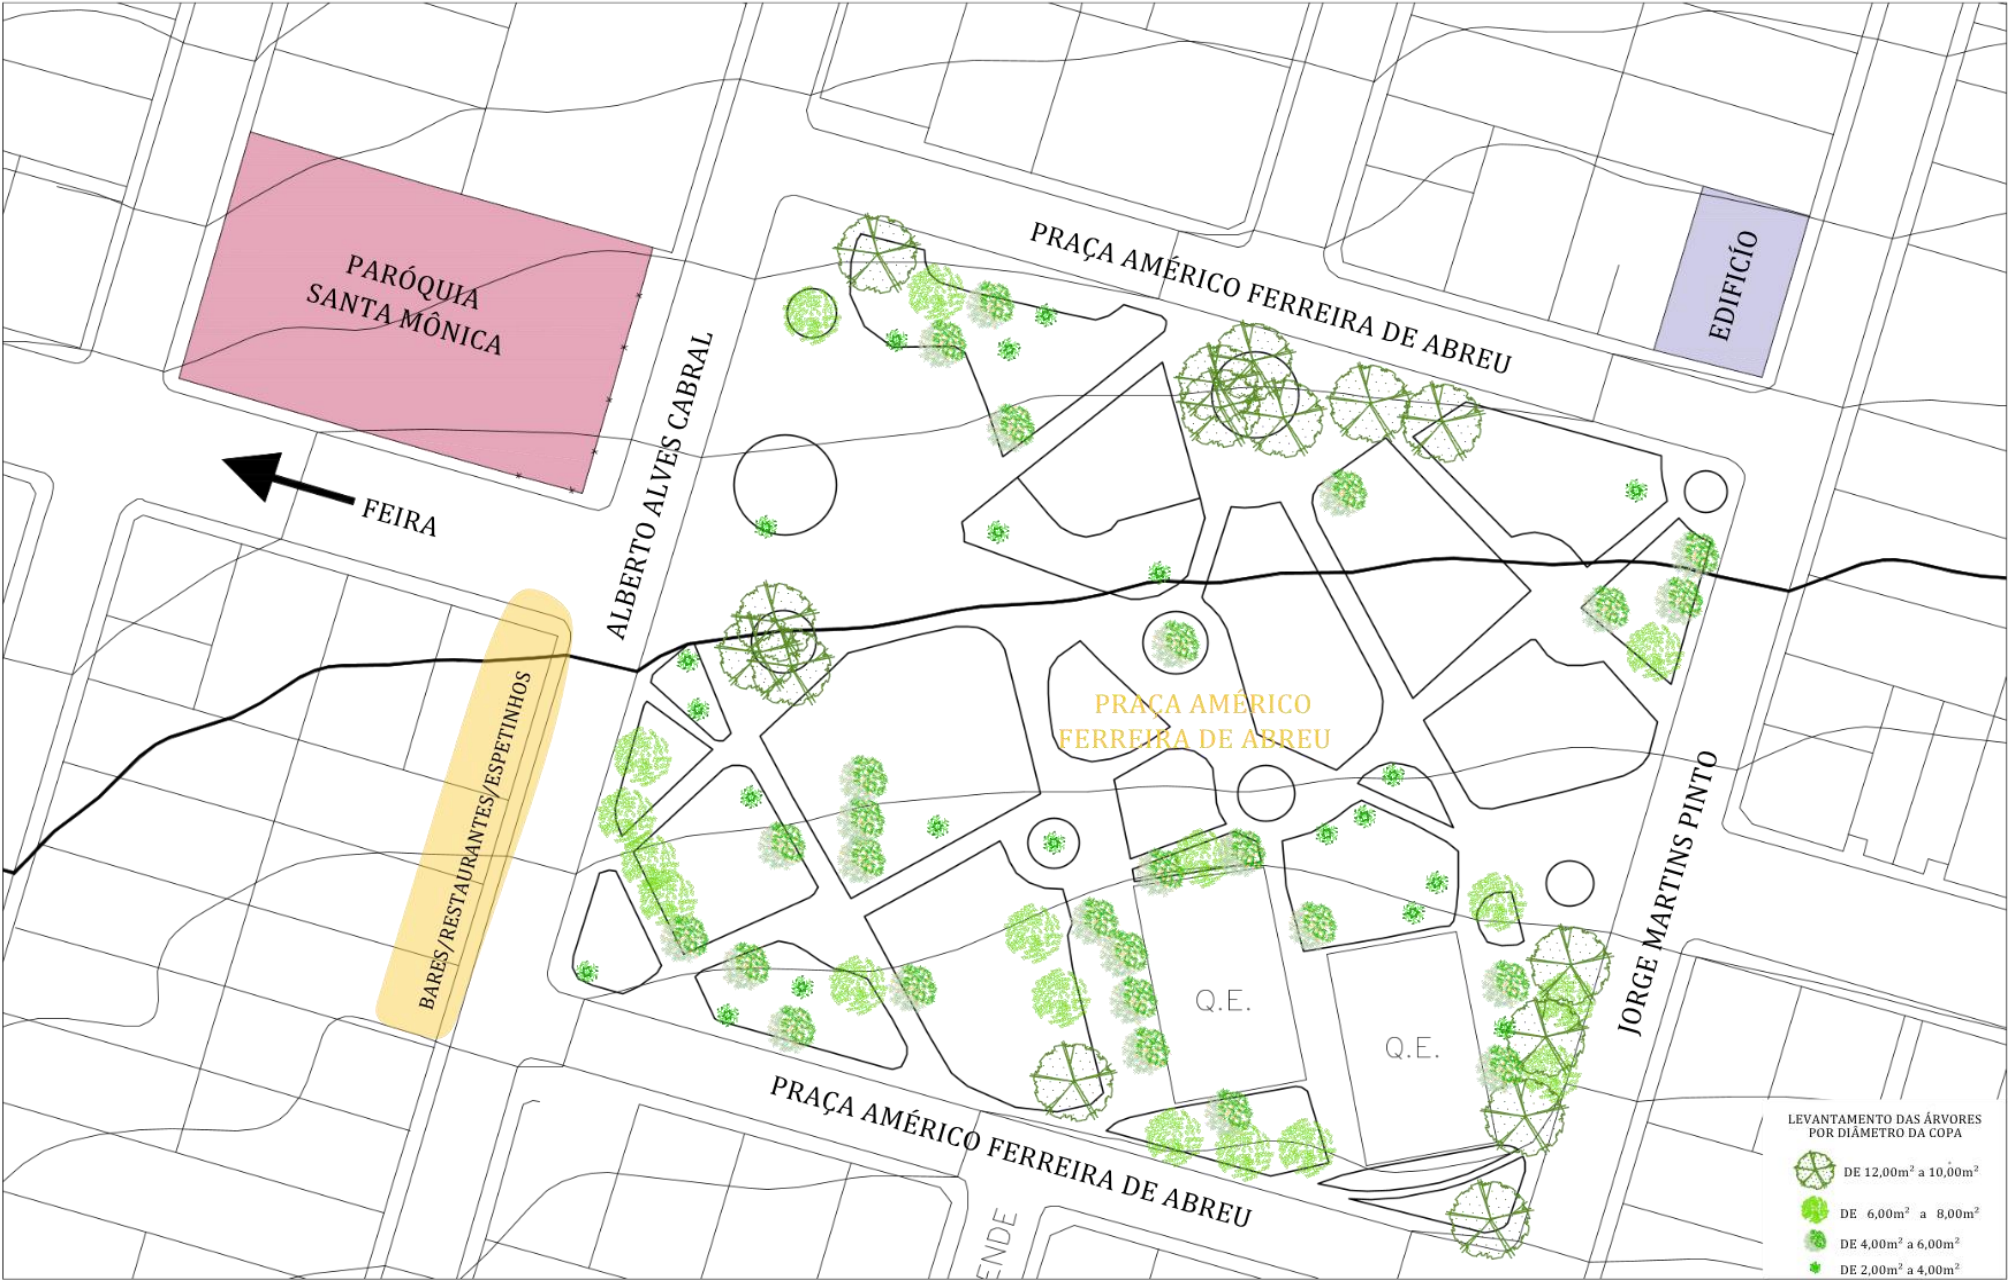 PRAÇA AMÉRICO FERREIRA DE ABREU
EDIFICÍO
PARÓQUIA
SANTA MÔNICA
ALBERTO ALVES CABRAL
FEIRA
BARES/RESTAURANTES/ESPETINHOS
PRAÇA AMÉRICO
FERREIRA DE ABREU
JORGE MARTINS PINTO
Q.E.
Q.E.
PRAÇA AMÉRICO FERREIRA DE ABREU
ENDE
LEVANTAMENTO DAS ÁRVORES
POR DIÂMETRO DA COPA
DE 12,00m² a 10,00m²
DE 6,00m² a 8,00m²
DE 4,00m² a 6,00m²
DE 2,00m² a 4,00m²